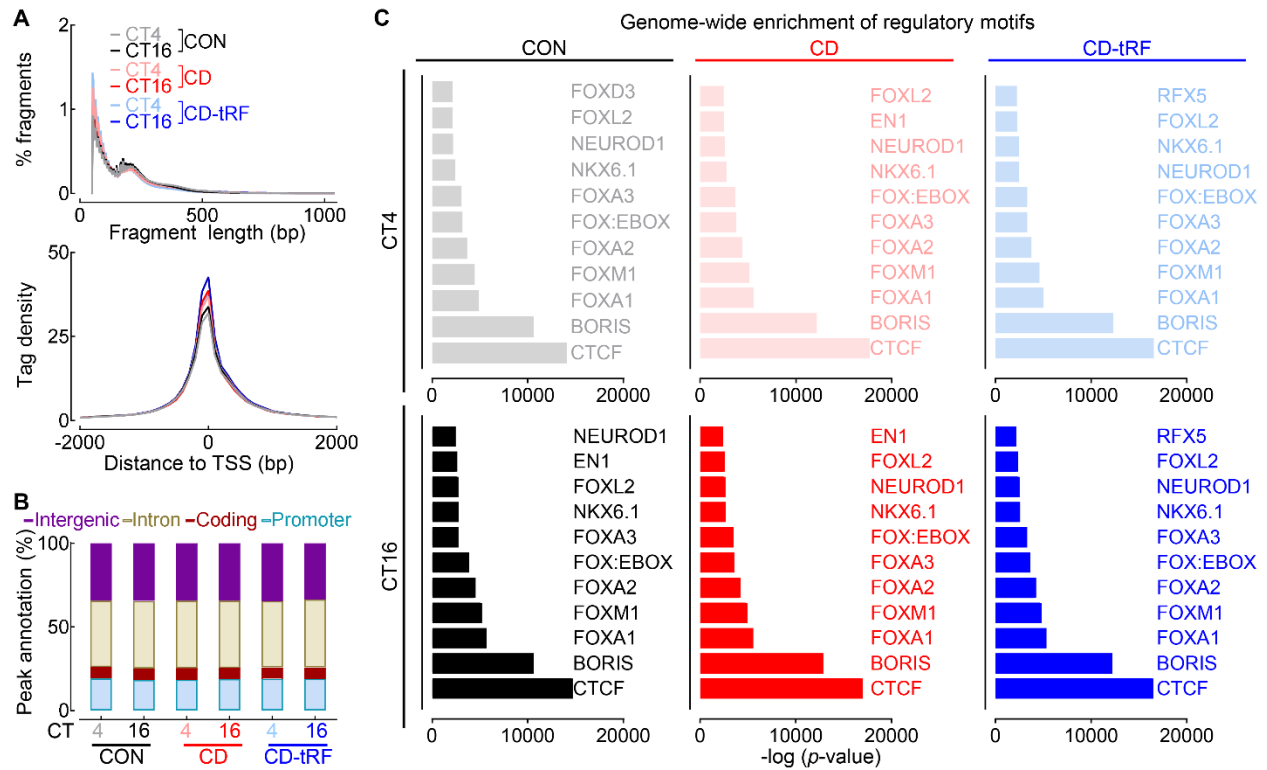 A
2
1
0
% fragments
CT4
CT16
CON
CT4
CT16
CD
CT4
CT16
CD-tRF
0
500
1000
Fragment length (bp)
50
25
0
Tag density
-2000
0
2000
Distance to TSS (bp)
B
Intergenic Intron Coding Promoter
100
50
0
Peak annotation (%)
CT 4 16 4 16 4 16
CON CD CD-tRF
C
Genome-wide enrichment of regulatory motifs
CON CD CD-tRF
CT4
FOXD3
FOXL2
NEUROD1
NKX6.1
FOXA3
FOX:EBOX
FOXA2
FOXM1
FOXA1
BORIS
CTCF
0 10000 20000
FOXL2
EN1
NEUROD1
NKX6.1
FOX:EBOX
FOXA3
FOXA2
FOXM1
FOXA1
BORIS
CTCF
0 10000 20000
RFX5
FOXL2
NKX6.1
NEUROD1
FOX:EBOX
FOXA3
FOXA2
FOXM1
FOXA1
BORIS
CTCF
0 10000 20000
CT16
NEUROD1
EN1
FOXL2
NKX6.1
FOXA3
FOX:EBOX
FOXA2
FOXM1
FOXA1
BORIS
CTCF
0 10000 20000
EN1
FOXL2
NEUROD1
NKX6.1
FOX:EBOX
FOXA3
FOXA2
FOXM1
FOXA1
BORIS
CTCF
0 10000 20000
RFX5
FOXL2
NEUROD1
NKX6.1
FOXA3
FOX:EBOX
FOXA2
FOXM1
FOXA1
BORIS
CTCF
0 10000 20000
-log (p-value)